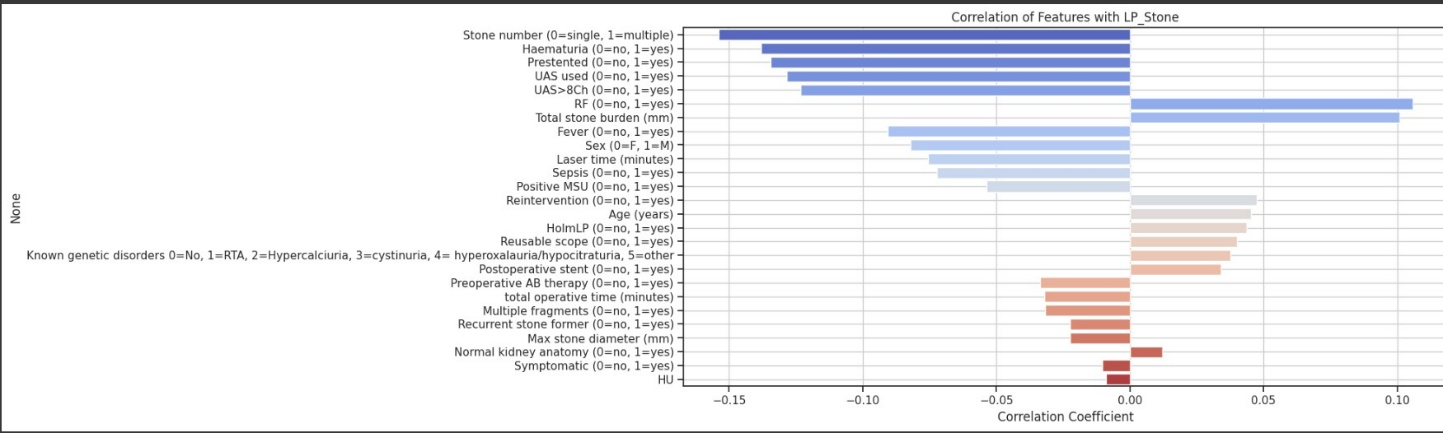 Correlation of Features with LP_Stone
Stone number (0=single, 1=multiple)
Haematuria (0=no, 1=yes)
Prestented (0=no, 1=yes)
UAS used (0=no, 1=yes)
UAS>8Ch (0=no, 1=yes)
RF (0=no, 1=yes)
Total stone burden (mm)
Fever (0=no, 1=yes)
Sex (0=F, 1=M)
Laser time (minutes)
Sepsis (0=no, 1=yes)
Positive MSU (0=no, 1=yes)
Reintervention (0=no, 1=yes)
Age (years)
HolmLP (0=no, 1=yes)
Reusable scope (0=no, 1=yes)
Known genetic disorders 0=No, 1=RTA, 2=Hypercalciuria, 3=cystinuria, 4= hyperoxalauria/hypocitraturia, 5=other
Postoperative stent (0=no, 1=yes)
Preoperative AB therapy (0=no, 1=yes)
total operative time (minutes)
Multiple fragments (0=no, 1=yes)
Recurrent stone former (0=no, 1=yes)
Max stone diameter (mm)
Normal kidney anatomy (0=no, 1=yes)
Symptomatic (0=no, 1=yes)
HU
None
−0.15 −0.10 −0.05 0.00 0.05 0.10
Correlation Coefficient